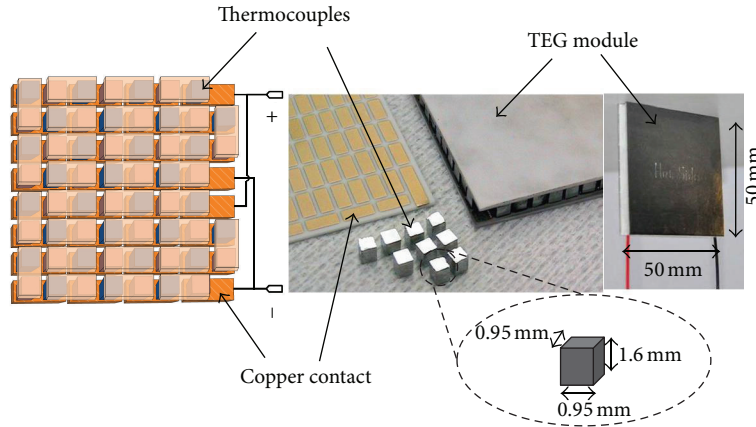 Thermocouples
TEG module
+
−
50 mm
50 mm
Copper contact
0.95 mm
1.6 mm
0.95 mm